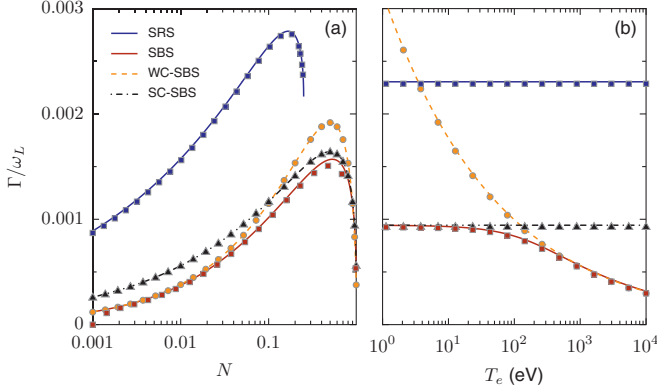 0.003
0.002
0.001
0
Γ/ω_L
SRS
SBS
WC-SBS
SC-SBS
(a)
(b)
0.001 0.01 0.1 1
N
10^0 10^1 10^2 10^3 10^4
T_e (eV)